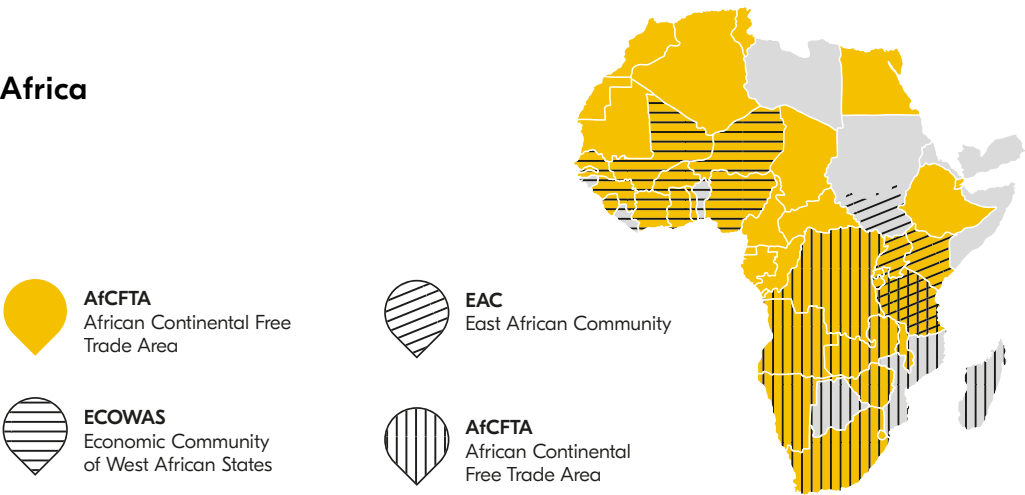 Africa
AfCFTA
African Continental Free
Trade Area
ECOWAS
Economic Community
of West African States
EAC
East African Community
AfCFTA
African Continental
Free Trade Area